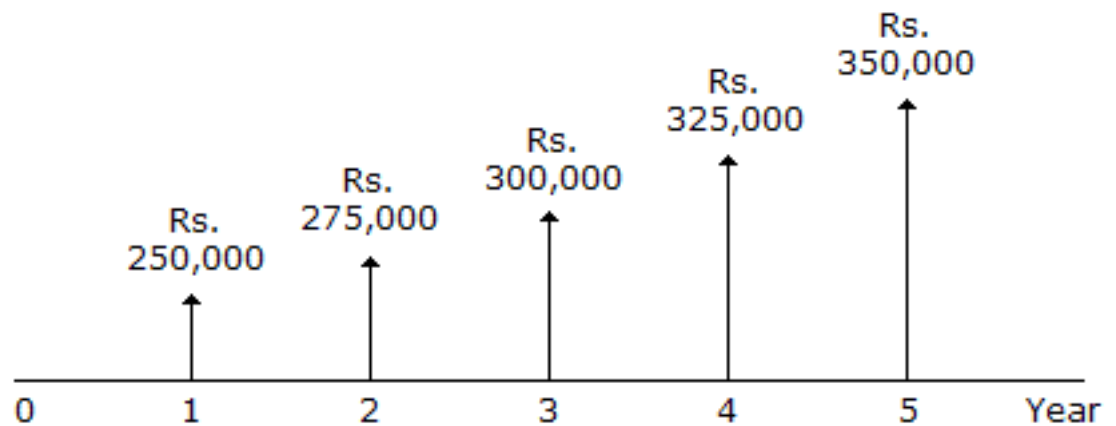 Rs.
350,000
Rs.
325,000
Rs.
300,000
Rs.
275,000
Rs.
250,000
0 1 2 3 4 5 Year